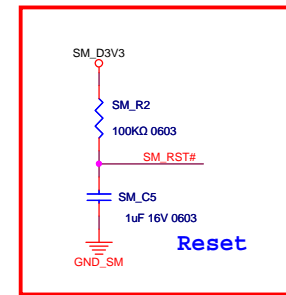 SM_D3V3
SM_R2
100KΩ 0603
SM_RST#
SM_C5
1uF 16V 0603
Reset
GND_SM